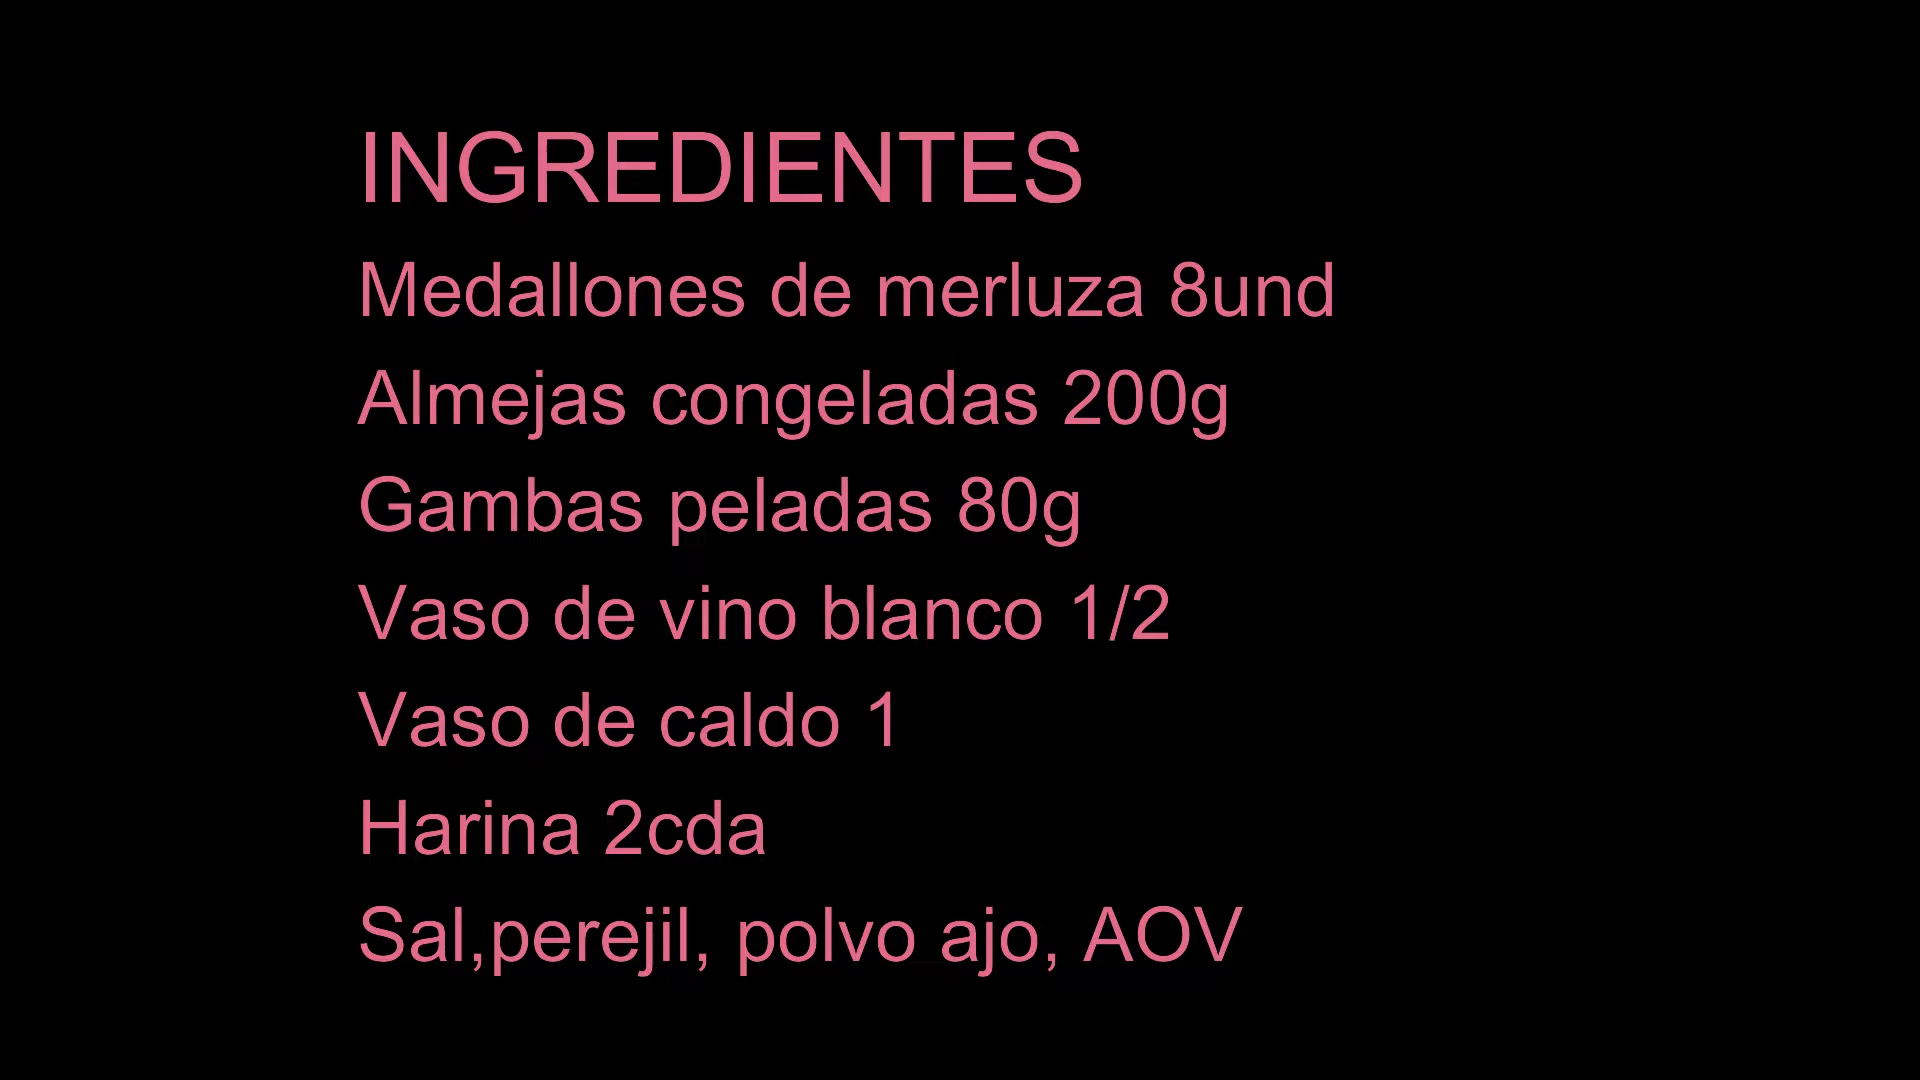 INGREDIENTES
Medallones de merluza 8und
Almejas congeladas 200g
Gambas peladas 80g
Vaso de vino blanco 1/2
Vaso de caldo 1
Harina 2cda
Sal,perejil, polvo ajo, AOV